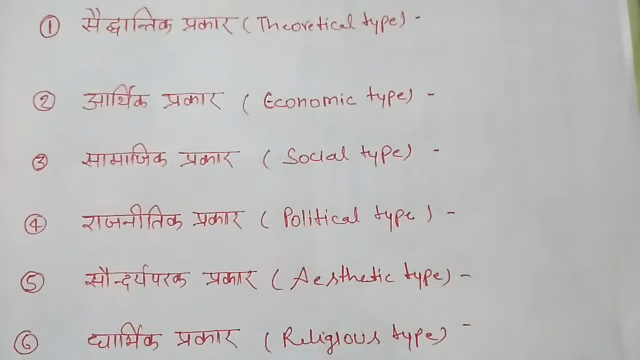 ① सैद्धान्तिक प्रकार (Theoretical type) -
② आर्थिक प्रकार (Economic type) -
③ सामाजिक प्रकार (Social type) -
④ राजनीतिक प्रकार (Political type) -
⑤ सौन्दर्यपरक प्रकार (Aesthetic type) -
⑥ धार्मिक प्रकार (Religious type) -